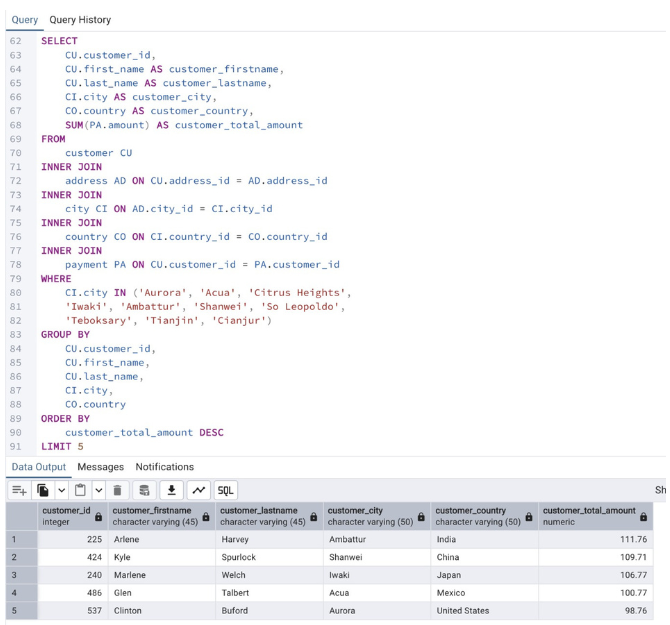 Query Query History
62 SELECT
63 CU.customer_id,
64 CU.first_name AS customer_firstname,
65 CU.last_name AS customer_lastname,
66 CI.city AS customer_city,
67 CO.country AS customer_country,
68 SUM(PA.amount) AS customer_total_amount
69 FROM
70 customer CU
71 INNER JOIN
72 address AD ON CU.address_id = AD.address_id
73 INNER JOIN
74 city CI ON AD.city_id = CI.city_id
75 INNER JOIN
76 country CO ON CI.country_id = CO.country_id
77 INNER JOIN
78 payment PA ON CU.customer_id = PA.customer_id
79 WHERE
80 CI.city IN ('Aurora', 'Acua', 'Citrus Heights',
81 'Iwaki', 'Ambattur', 'Shanwei', 'So Leopoldo',
82 'Teboksary', 'Tianjin', 'Cianjur')
83 GROUP BY
84 CU.customer_id,
85 CU.first_name,
86 CU.last_name,
87 CI.city,
88 CO.country
89 ORDER BY
90 customer_total_amount DESC
91 LIMIT 5
Data Output Messages Notifications
SQL Sh
customer_id customer_firstname customer_lastname customer_city customer_country customer_total_amount
integer character varying (45) character varying (45) character varying (50) character varying (50) numeric
1 225 Arlene Harvey Ambattur India 111.76
2 424 Kyle Spurlock Shanwei China 109.71
3 240 Marlene Welch Iwaki Japan 106.77
4 486 Glen Talbert Acua Mexico 100.77
5 537 Clinton Buford Aurora United States 98.76